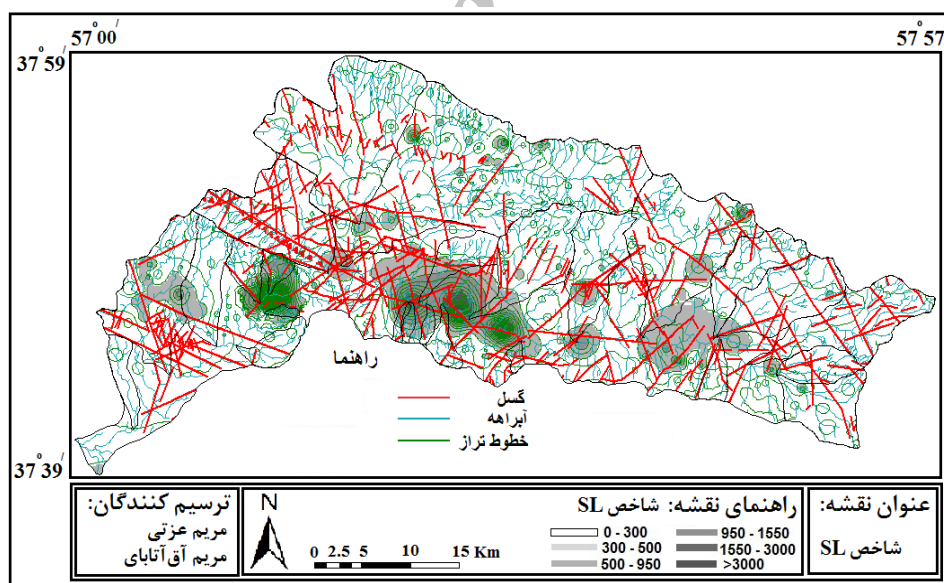 57°00′
57°57′
37°59′
37°39′
راهنما
گسل
آبراهه
خطوط تراز
عنوان نقشه:
شاخص SL
راهنمای نقشه: شاخص SL
0 - 300
300 - 500
500 - 950
950 - 1550
1550 - 3000
>3000
N
0 2.5 5 10 15 Km
ترسیم کنندگان:
مریم عزتی
مریم آق‌آتابای